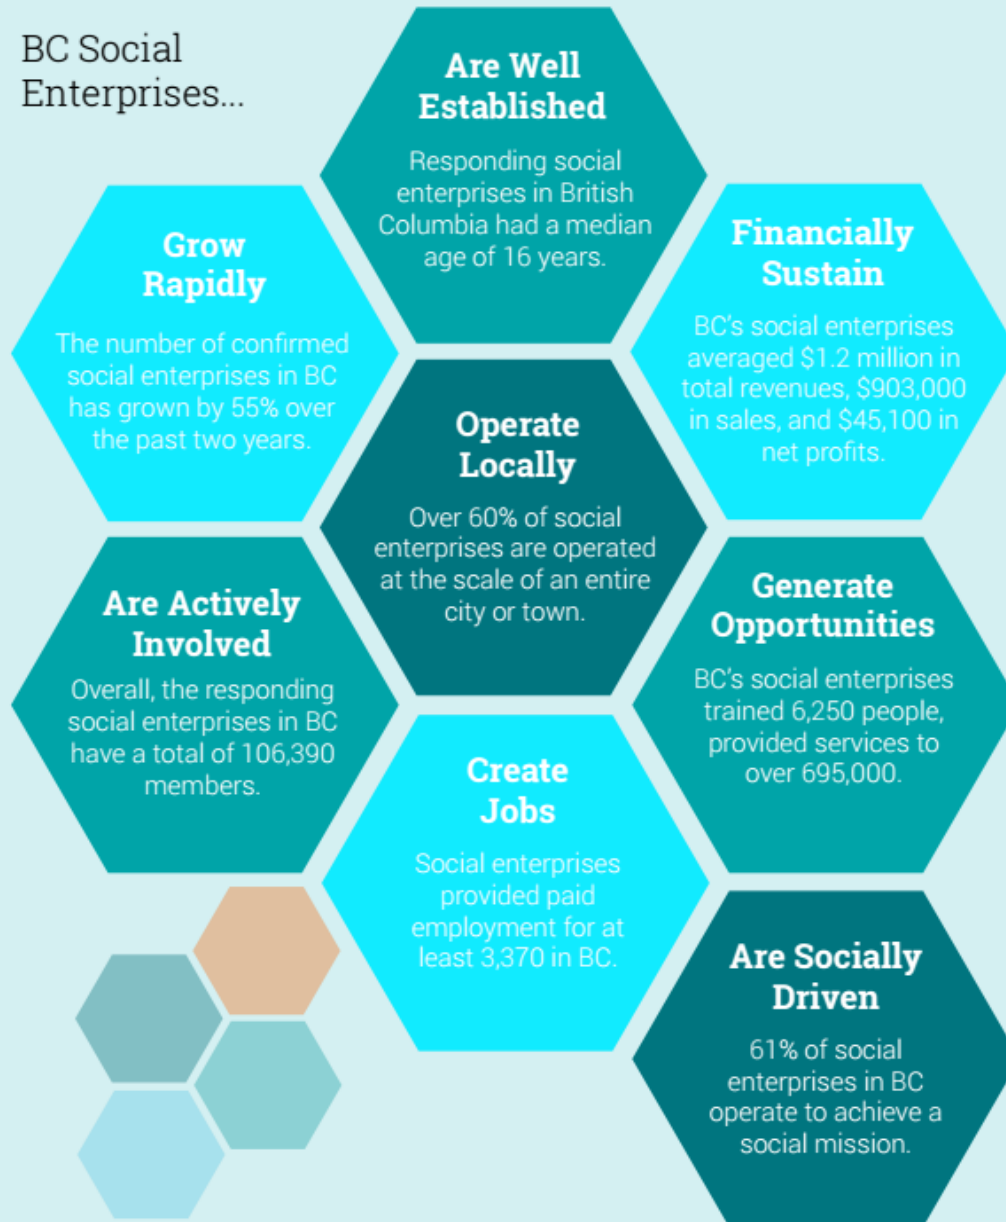 BC Social
Enterprises...
Are Well
Established
Responding social
enterprises in British
Columbia had a median
age of 16 years.
Grow
Rapidly
The number of confirmed
social enterprises in BC
has grown by 55% over
the past two years.
Financially
Sustain
BC's social enterprises
averaged $1.2 million in
total revenues, $903,000
in sales, and $45,100 in
net profits.
Operate
Locally
Over 60% of social
enterprises are operated
at the scale of an entire
city or town.
Are Actively
Involved
Overall, the responding
social enterprises in BC
have a total of 106,390
members.
Generate
Opportunities
BC's social enterprises
trained 6,250 people,
provided services to
over 695,000.
Create
Jobs
Social enterprises
provided paid
employment for at
least 3,370 in BC.
Are Socially
Driven
61% of social
enterprises in BC
operate to achieve a
social mission.